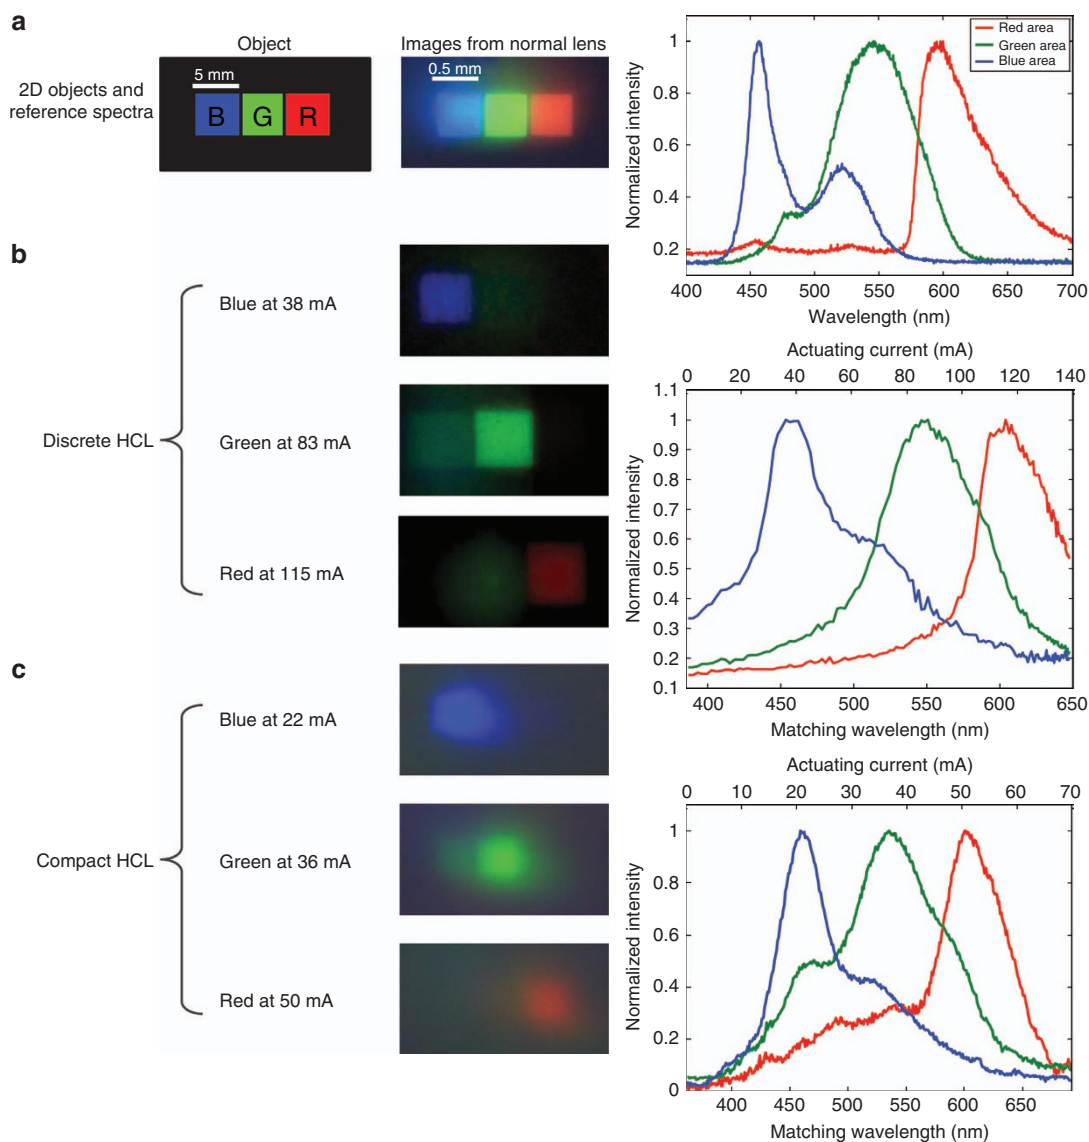 a
Object
Images from normal lens
2D objects and
reference spectra
5 mm
B G R
0.5 mm
Normalized intensity
1
0.8
0.6
0.4
0.2
Red area
Green area
Blue area
400 450 500 550 600 650 700
Wavelength (nm)
b
Discrete HCL
Blue at 38 mA
Green at 83 mA
Red at 115 mA
Actuating current (mA)
0 20 40 60 80 100 120 140
Normalized intensity
1.1
1
0.9
0.8
0.7
0.6
0.5
0.4
0.3
0.2
0.1
400 450 500 550 600 650
Matching wavelength (nm)
c
Compact HCL
Blue at 22 mA
Green at 36 mA
Red at 50 mA
Actuating current (mA)
0 10 20 30 40 50 60 70
Normalized intensity
1
0.8
0.6
0.4
0.2
0
400 450 500 550 600 650
Matching wavelength (nm)